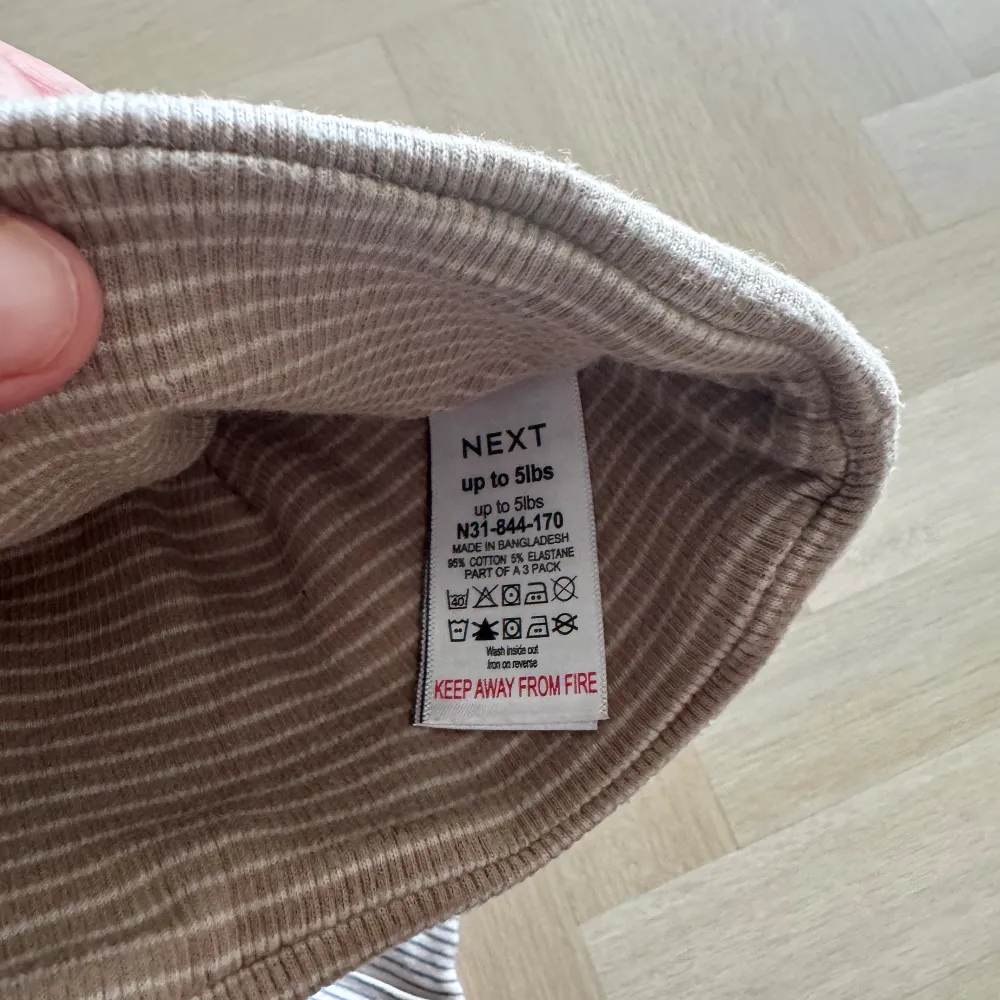 NEXT
up to 5lbs
up to 5lbs
N31-844-170
MADE IN BANGLADESH
95% COTTON 5% ELASTANE
PART OF A 3 PACK
40
Wash inside out
Iron on reverse
KEEP AWAY FROM FIRE